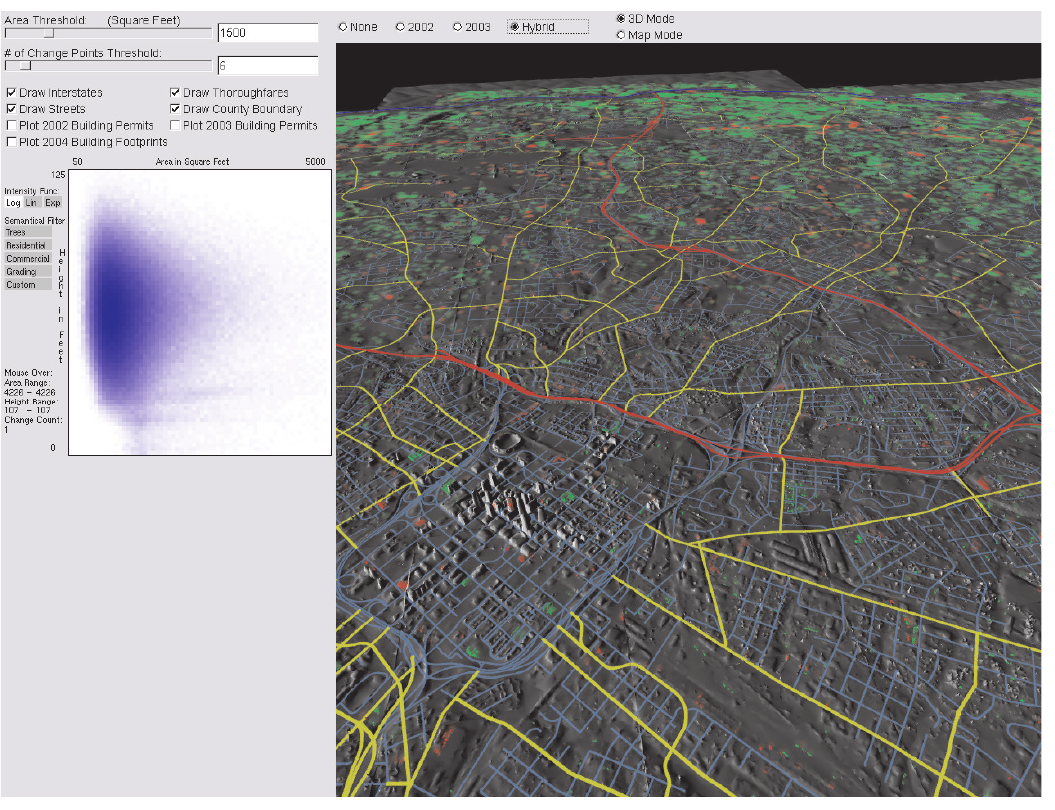 Area Threshold: (Square Feet)
1500
# of Change Points Threshold:
6
None 2002 2003 Hybrid
3D Mode
Map Mode
Draw Interstates Draw Thoroughfares
Draw Streets Draw County Boundary
Plot 2002 Building Permits Plot 2003 Building Permits
Plot 2004 Building Footprints
50 Area in Square Feet 5000
125
Intensity Func:
Log Lin Exp
Semantical Filter
Trees
Residential
Commercial
Grading
Custom
Height in Feet
Mouse Over:
Area Range:
4226 - 4226
Height Range:
107 - 107
Change Count:
1
0